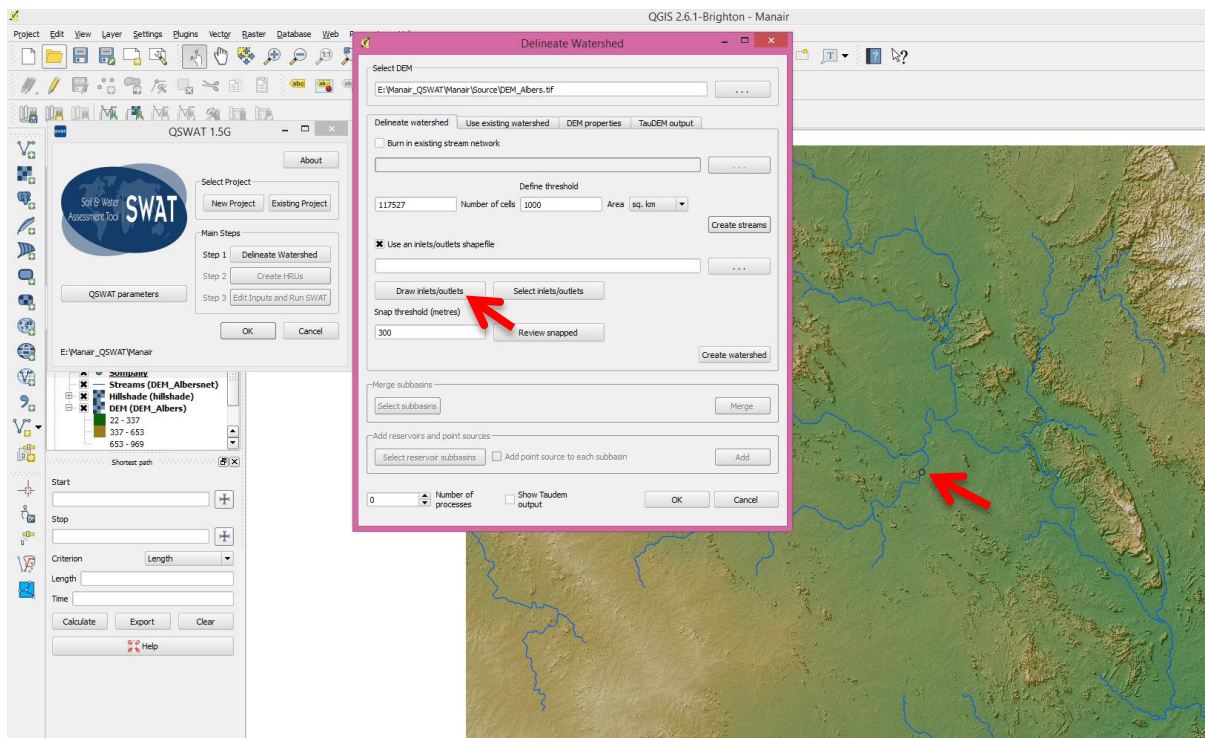 QGIS 2.6.1-Brighton - Manair
Project Edit View Layer Settings Plugins Vector Raster Database Web
Delineate Watershed
Select DEM
E:\Manair_QSWAT\Manair\Source\DEM_Albers.tif
...
Delineate watershed Use existing watershed DEM properties TauDEM output
Burn in existing stream network
...
Define threshold
117527 Number of cells 1000 Area sq. km
Create streams
Use an inlets/outlets shapefile
...
Draw inlets/outlets Select inlets/outlets
Snap threshold (metres)
300 Review snapped
Create watershed
Merge subbasins
Select subbasins Merge
Add reservoirs and point sources
Select reservoir subbasins Add point source to each subbasin Add
0 Number of processes Show Taudem output OK Cancel
SWAT QSWAT 1.5G
About
Soil & Water
Assessment Tool SWAT
Select Project
New Project Existing Project
Main Steps
Step 1 Delineate Watershed
Step 2 Create HRUs
Step 3 Edit Inputs and Run SWAT
QSWAT parameters
OK Cancel
E:\Manair_QSWAT\Manair
Sompally
Streams (DEM_Albersnet)
Hillshade (hillshade)
DEM (DEM_Albers)
22 - 337
337 - 653
653 - 969
Shortest path
Start
Stop
Criterion Length
Length
Time
Calculate Export Clear
Help
abc
T